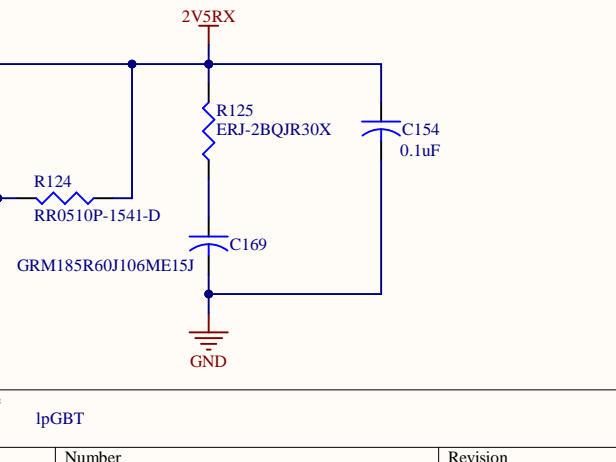 2V5RX
R125
ERJ-2BQJR30X
C154
0.1uF
R124
RR0510P-1541-D
C169
GRM185R60J106ME15J
GND
lpGBT
Number
Revision